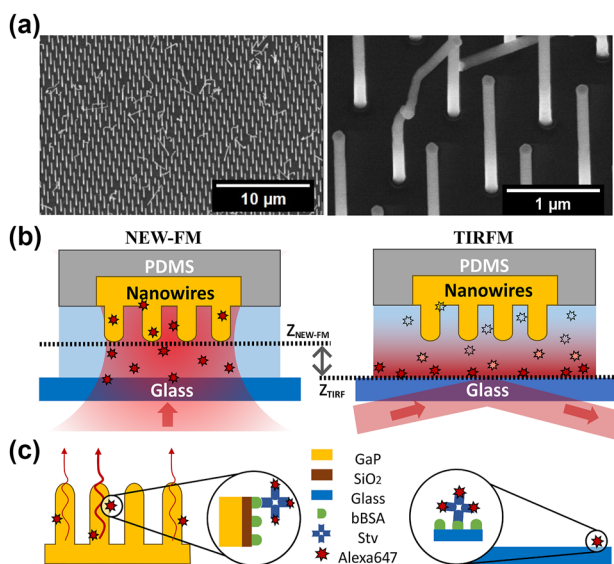 (a)
10 µm
1 µm
(b)
NEW-FM
TIRFM
PDMS
PDMS
Nanowires
Nanowires
ZNEW-FM
ZTIRF
Glass
Glass
(c)
GaP
SiO₂
Glass
bBSA
Stv
Alexa647